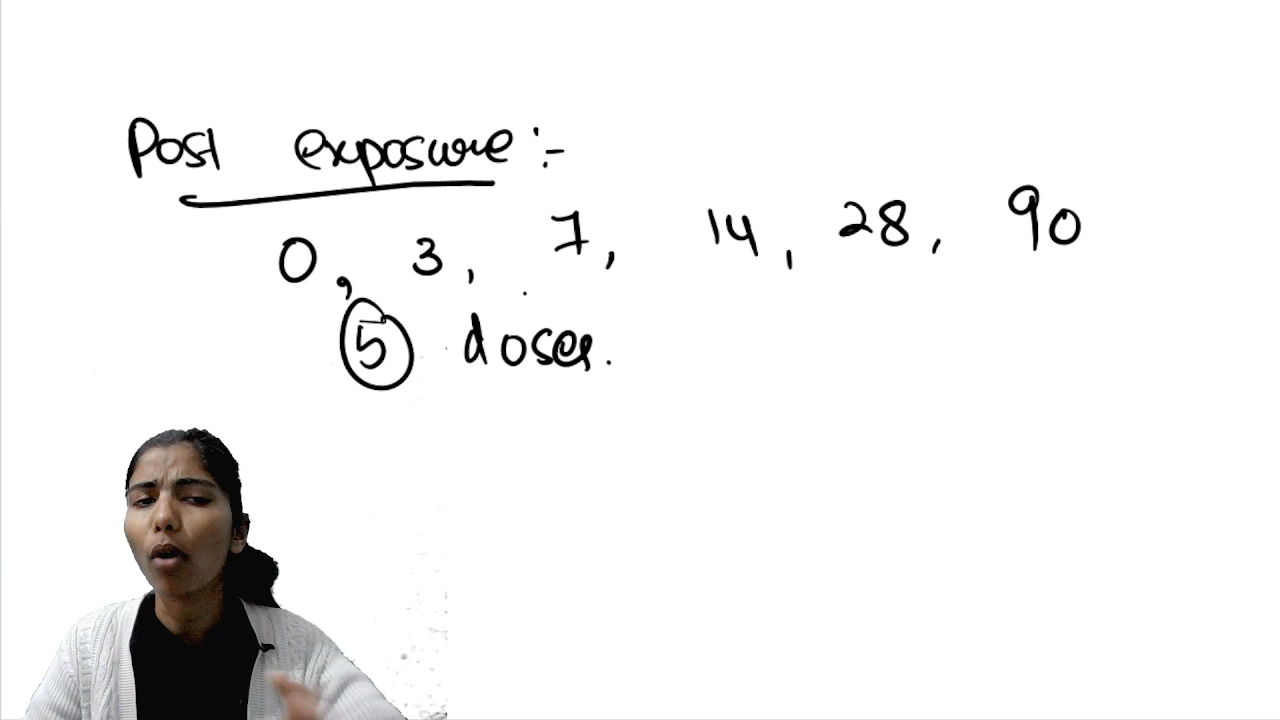 Post exposure :-
0, 3, 7, 14, 28, 90
5 doses.